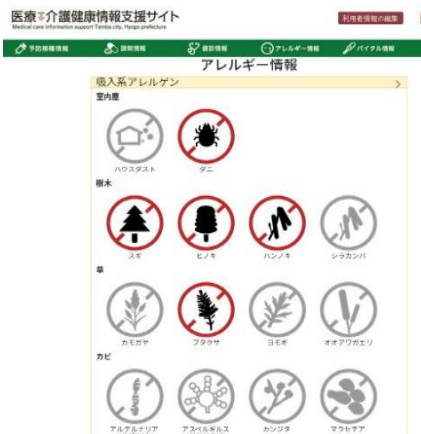 医療・介護健康情報支援サイト
Medical care information support Tamba city, Hyogo prefecture
利用者情報の編集
予防接種情報
調剤情報
健診情報
アレルギー情報
バイタル情報
アレルギー情報
吸入系アレルゲン
室内塵
ハウスダスト
ダニ
樹木
スギ
ヒノキ
ハンノキ
シラカンバ
草
カモガヤ
ブタクサ
ヨモギ
オオアワガエリ
カビ
アルテルナリア
アスペルギルス
カンジタ
マラセチア